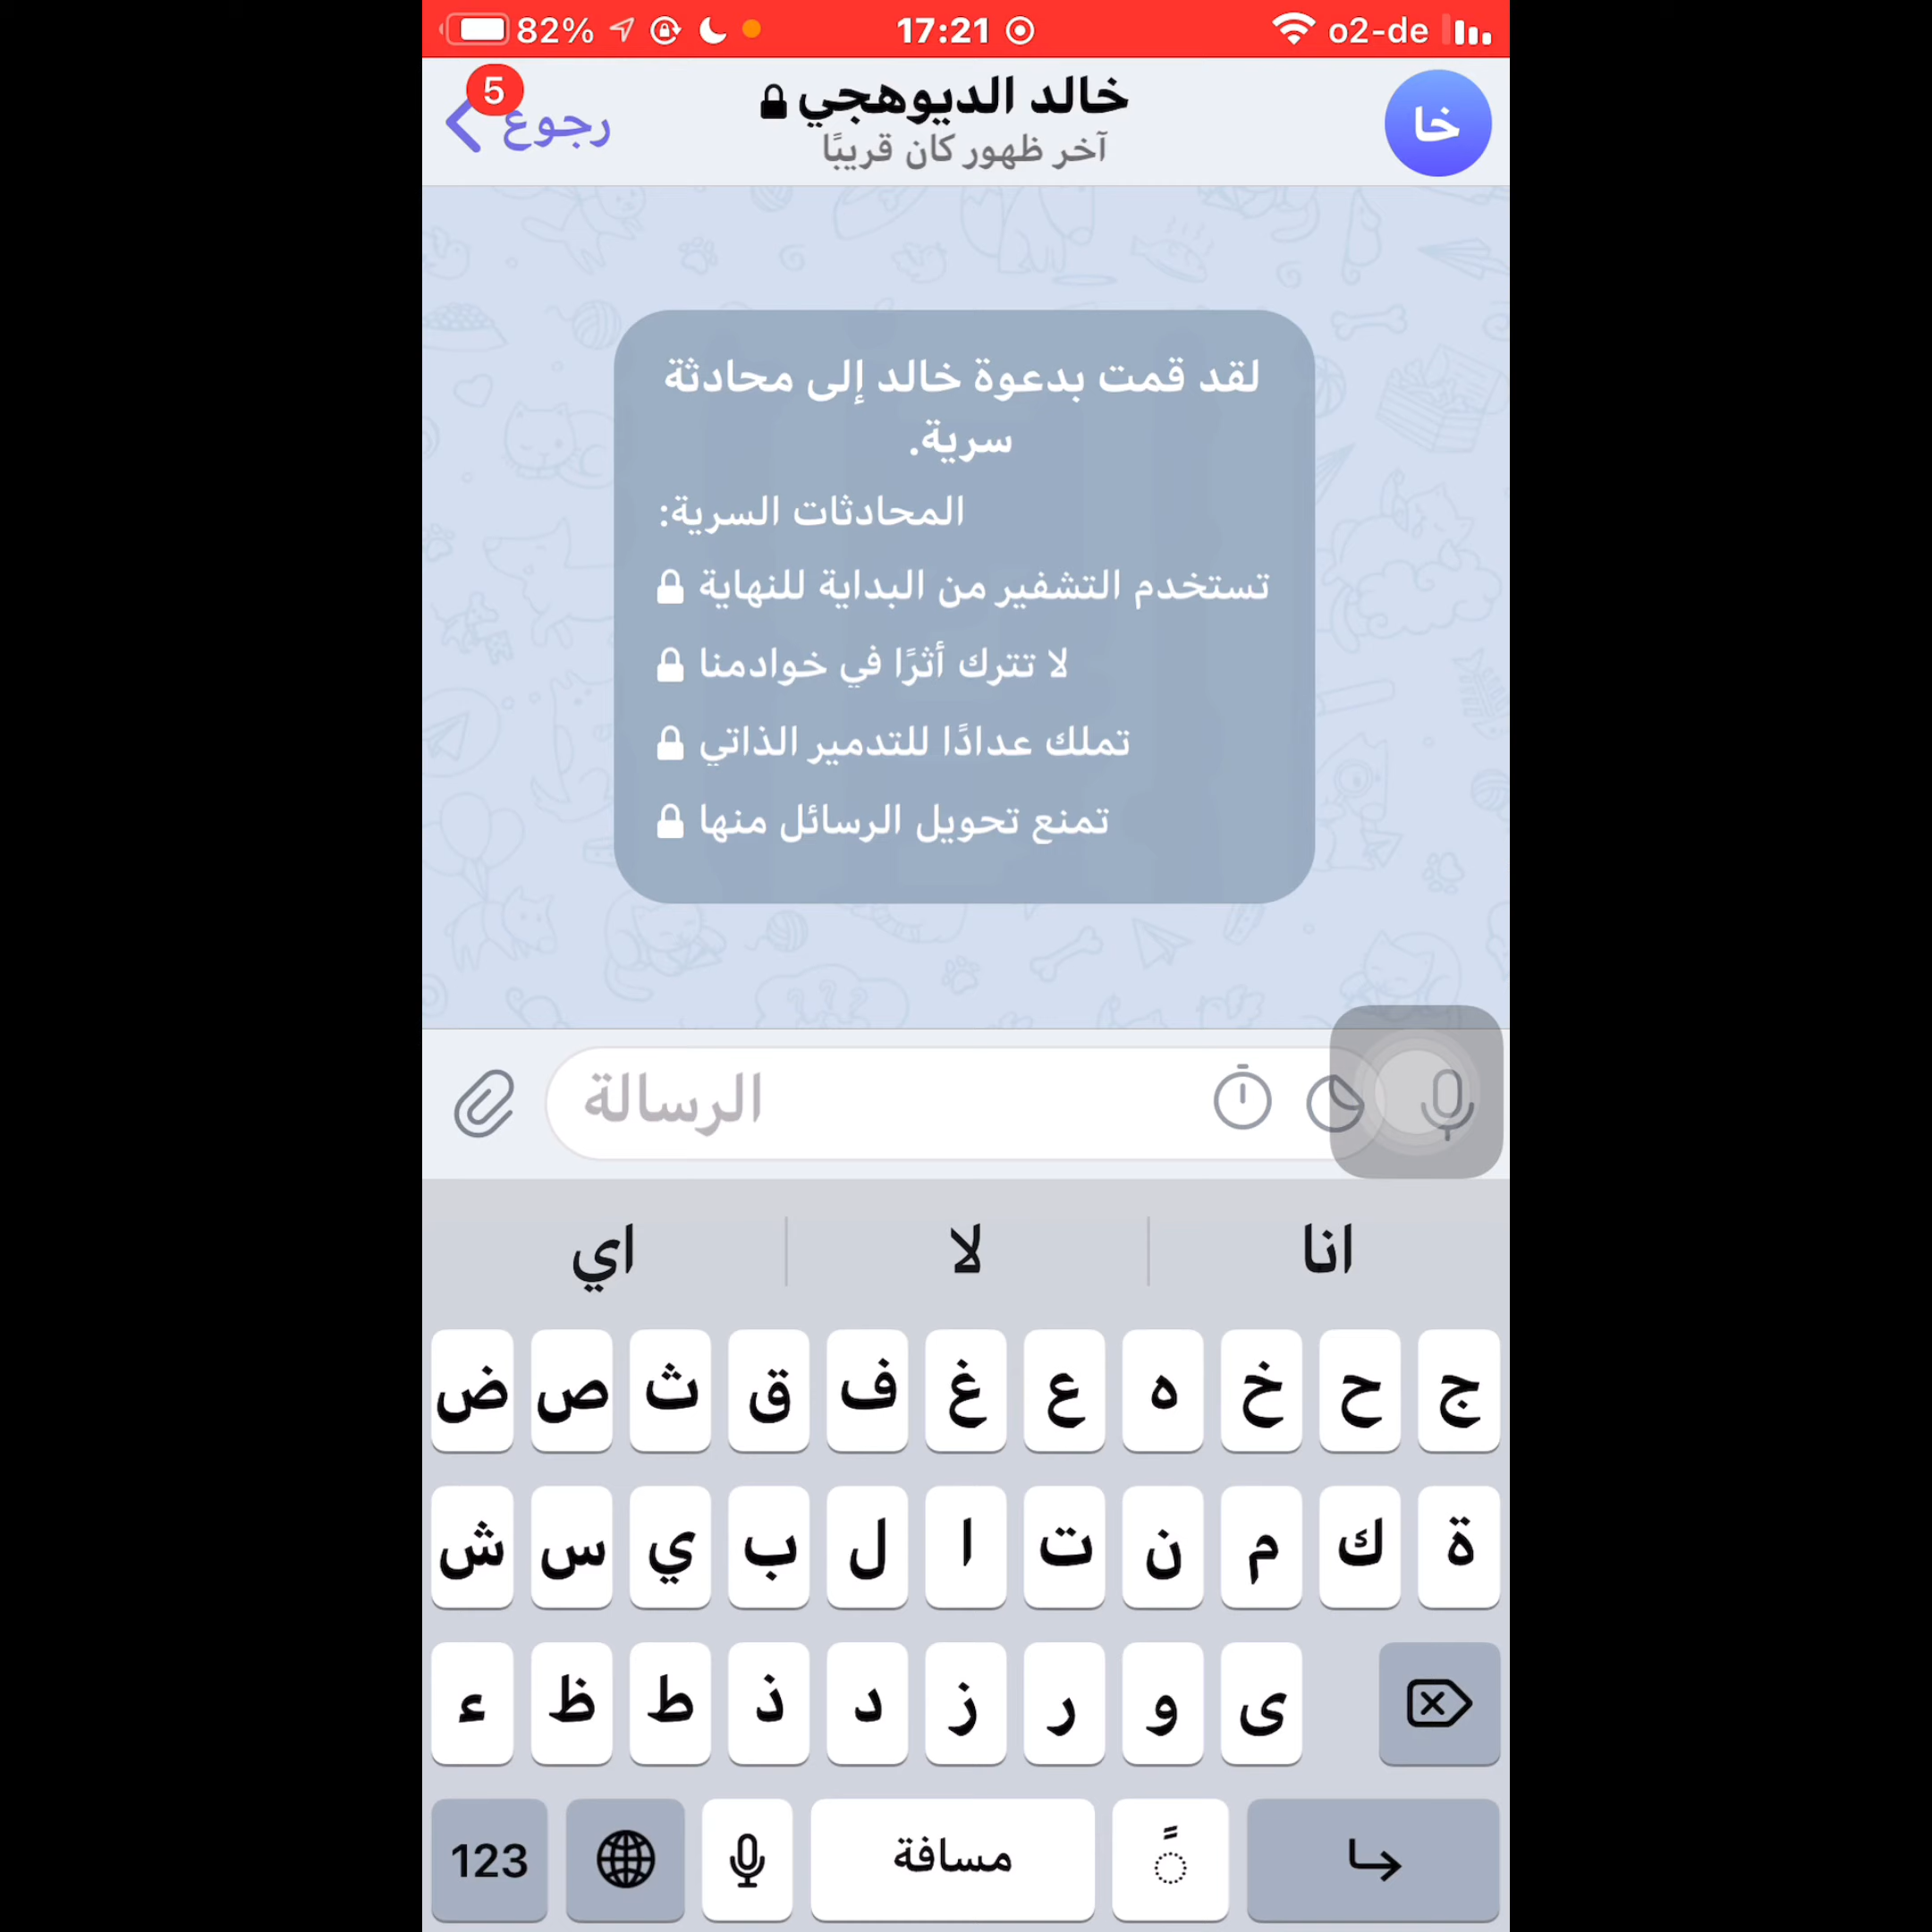 82% 17:21 o2-de
5
رجوع
خالد الديوهجي
آخر ظهور كان قريبًا
خا
لقد قمت بدعوة خالد إلى محادثة
سرية.
المحادثات السرية:
تستخدم التشفير من البداية للنهاية
لا تترك أثرًا في خوادمنا
تملك عدادًا للتدمير الذاتي
تمنع تحويل الرسائل منها
الرسالة
انا لا اي
ج ح خ ه ع غ ف ق ث ص ض
ة ك م ن ت ا ل ب ي س ش
ى و ر ز د ذ ط ظ ء
123 مسافة